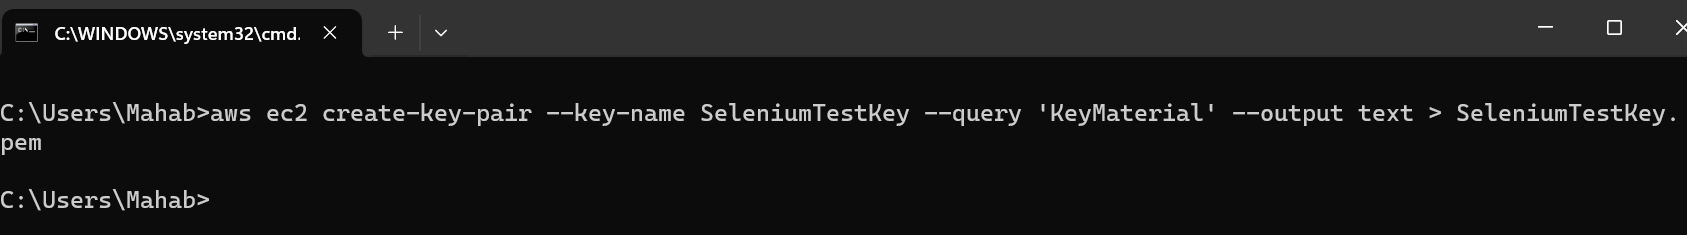 C:\WINDOWS\system32\cmd.
C:\Users\Mahab>aws ec2 create-key-pair --key-name SeleniumTestKey --query 'KeyMaterial' --output text > SeleniumTestKey.
pem
C:\Users\Mahab>